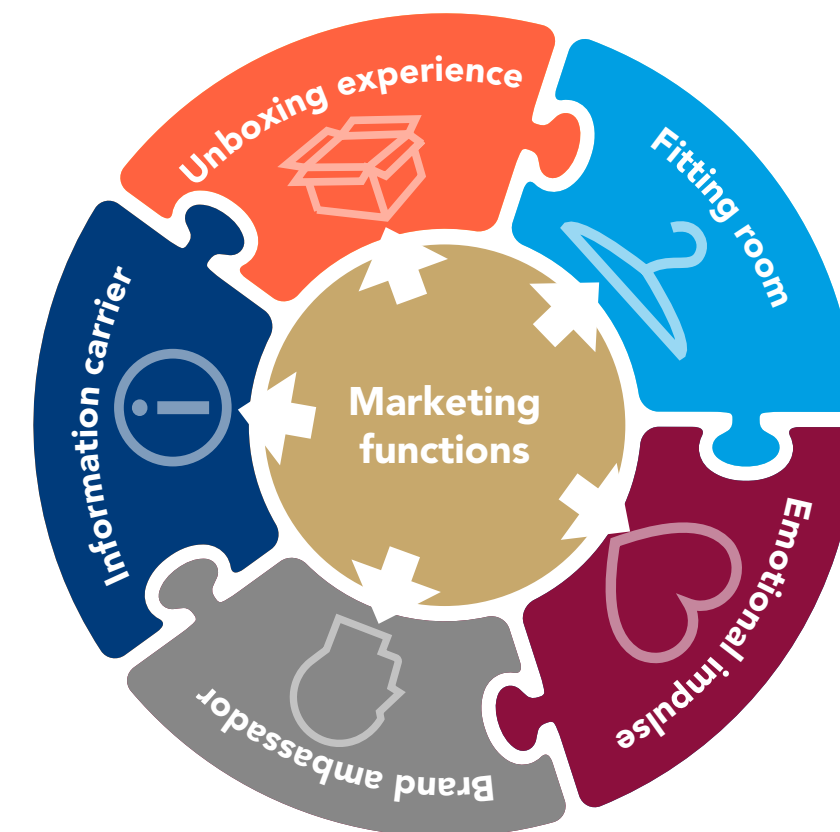 Unboxing experience
Fitting room
Emotional impulse
Brand ambassador
Information carrier
Marketing
functions